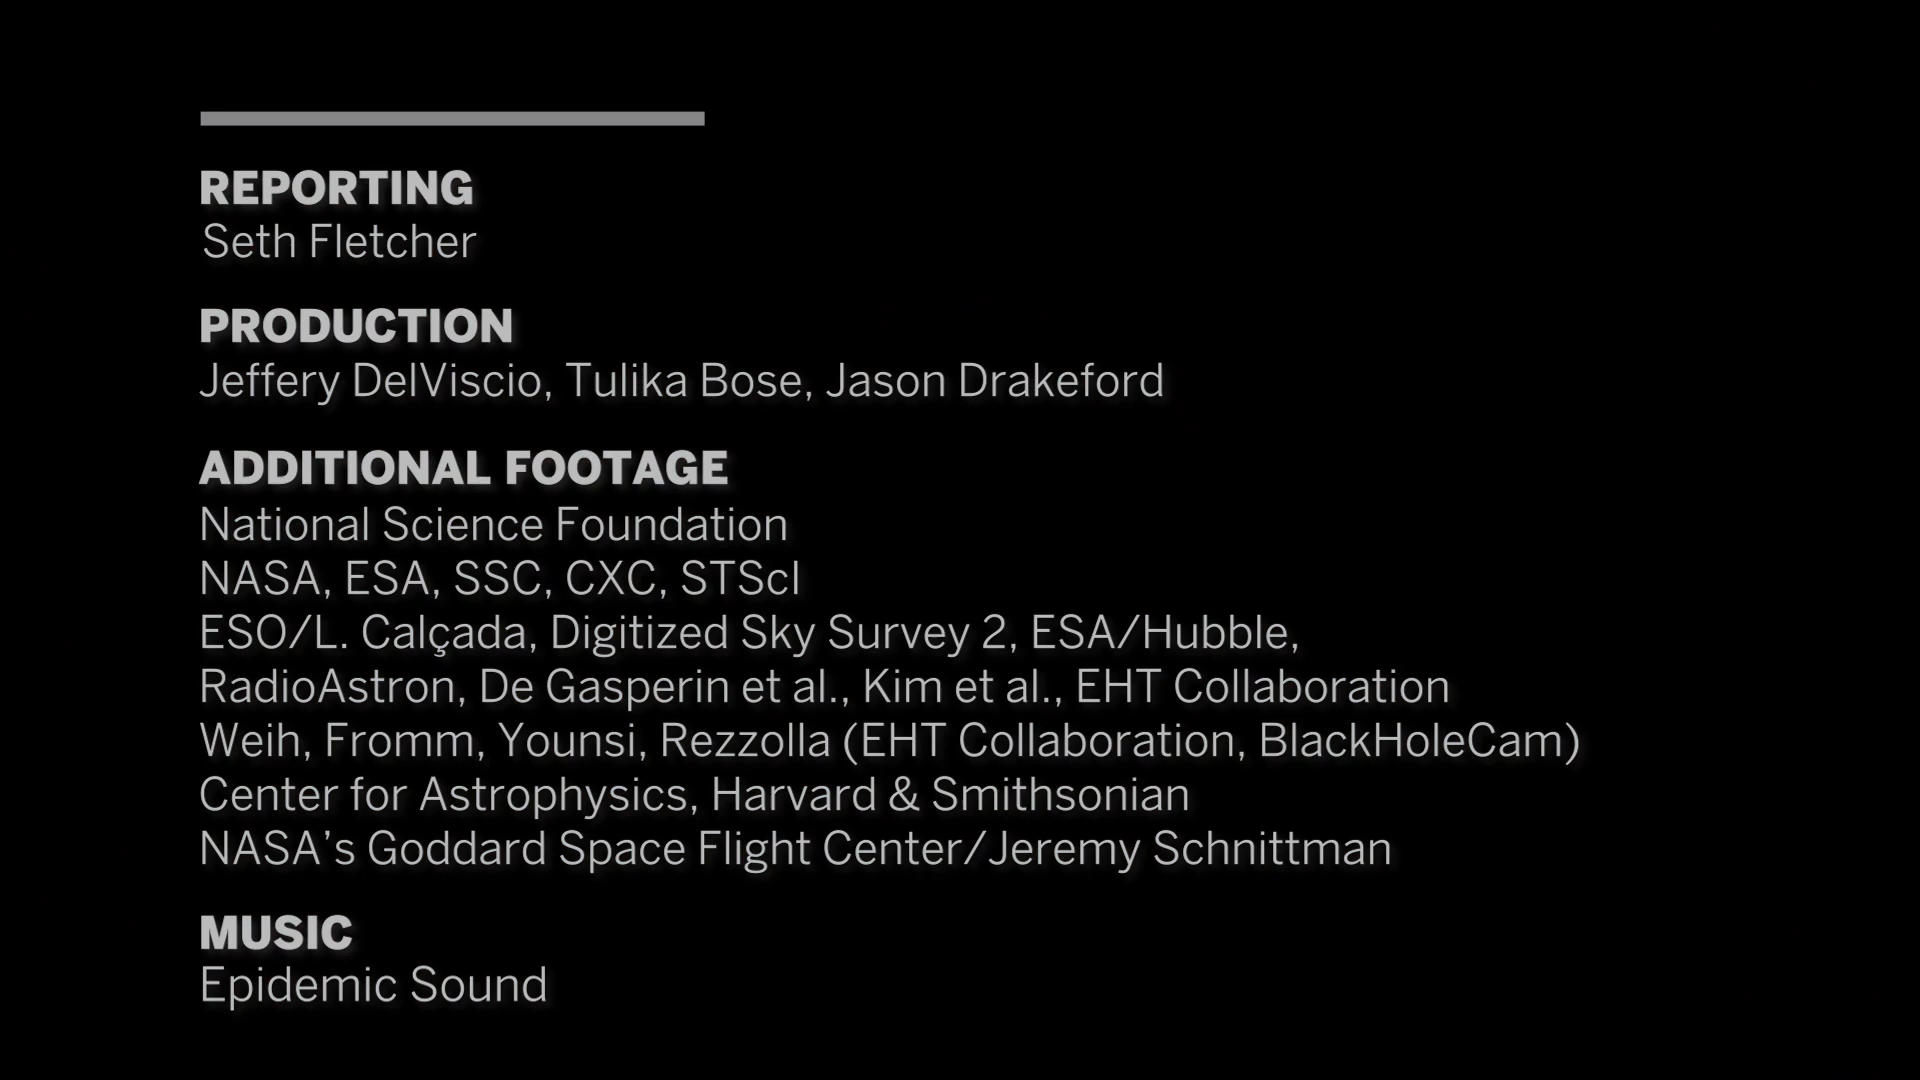 REPORTING
Seth Fletcher
PRODUCTION
Jeffery DelViscio, Tulika Bose, Jason Drakeford
ADDITIONAL FOOTAGE
National Science Foundation
NASA, ESA, SSC, CXC, STScI
ESO/L. Calçada, Digitized Sky Survey 2, ESA/Hubble,
RadioAstron, De Gasperin et al., Kim et al., EHT Collaboration
Weih, Fromm, Younsi, Rezzolla (EHT Collaboration, BlackHoleCam)
Center for Astrophysics, Harvard & Smithsonian
NASA’s Goddard Space Flight Center/Jeremy Schnittman
MUSIC
Epidemic Sound